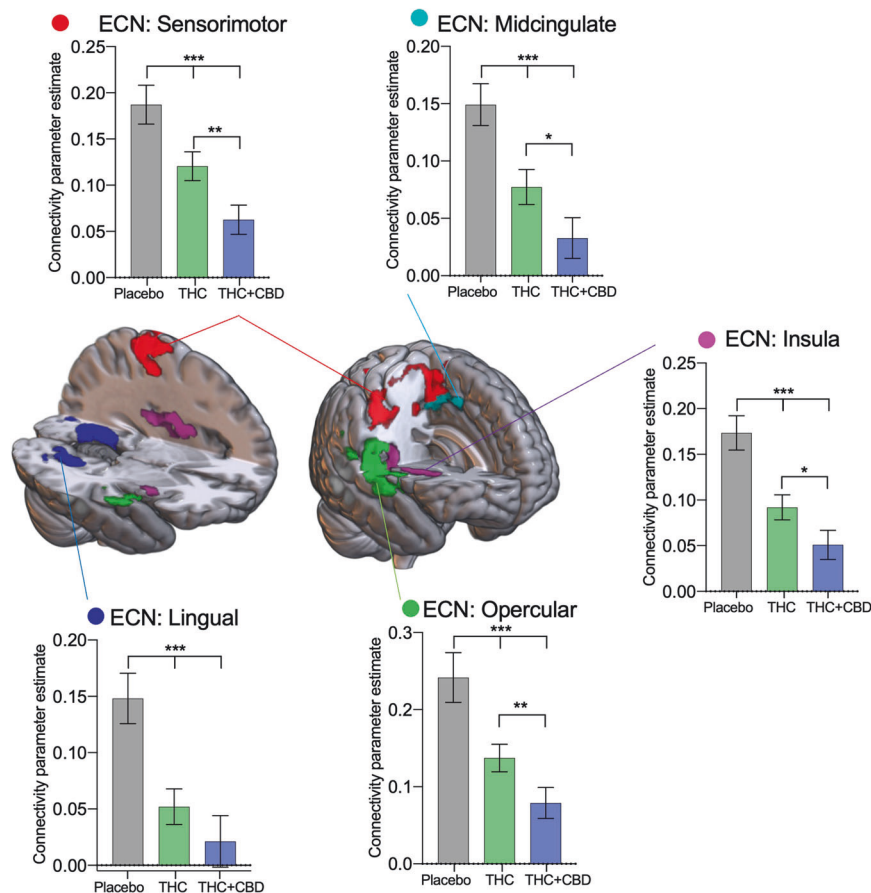 ECN: Sensorimotor
Connectivity parameter estimate
0.25
0.20
0.15
0.10
0.05
0.00
***
**
Placebo THC THC+CBD
ECN: Midcingulate
Connectivity parameter estimate
0.20
0.15
0.10
0.05
0.00
***
*
Placebo THC THC+CBD
ECN: Insula
Connectivity parameter estimate
0.25
0.20
0.15
0.10
0.05
0.00
***
*
Placebo THC THC+CBD
ECN: Lingual
Connectivity parameter estimate
0.20
0.15
0.10
0.05
0.00
***
Placebo THC THC+CBD
ECN: Opercular
Connectivity parameter estimate
0.3
0.2
0.1
0.0
***
**
Placebo THC THC+CBD